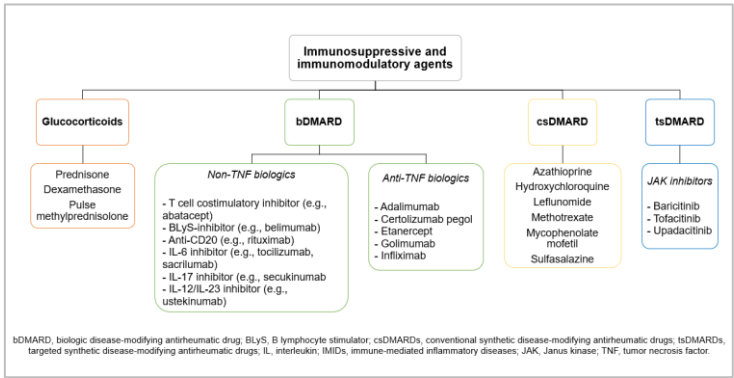 Immunosuppressive and
immunomodulatory agents
Glucocorticoids
bDMARD
csDMARD
tsDMARD
Prednisone
Dexamethasone
Pulse
methylprednisolone
Non-TNF biologics
- T cell costimulatory inhibitor (e.g.,
abatacept)
- BLyS-inhibitor (e.g., belimumab)
- Anti-CD20 (e.g., rituximab)
- IL-6 inhibitor (e.g., tocilizumab,
sacrilumab)
- IL-17 inhibitor (e.g., secukinumab
- IL-12/IL-23 inhibitor (e.g.,
ustekinumab)
Anti-TNF biologics
- Adalimumab
- Certolizumab pegol
- Etanercept
- Golimumab
- Infliximab
Azathioprine
Hydroxychloroquine
Leflunomide
Methotrexate
Mycophenolate
mofetil
Sulfasalazine
JAK inhibitors
- Baricitinib
- Tofacitinib
- Upadacitinib
bDMARD, biologic disease-modifying antirheumatic drug; BLyS, B lymphocyte stimulator; csDMARDs, conventional synthetic disease-modifying antirheumatic drugs; tsDMARDs,
targeted synthetic disease-modifying antirheumatic drugs; IL, interleukin; IMIDs, immune-mediated inflammatory diseases; JAK, Janus kinase; TNF, tumor necrosis factor.